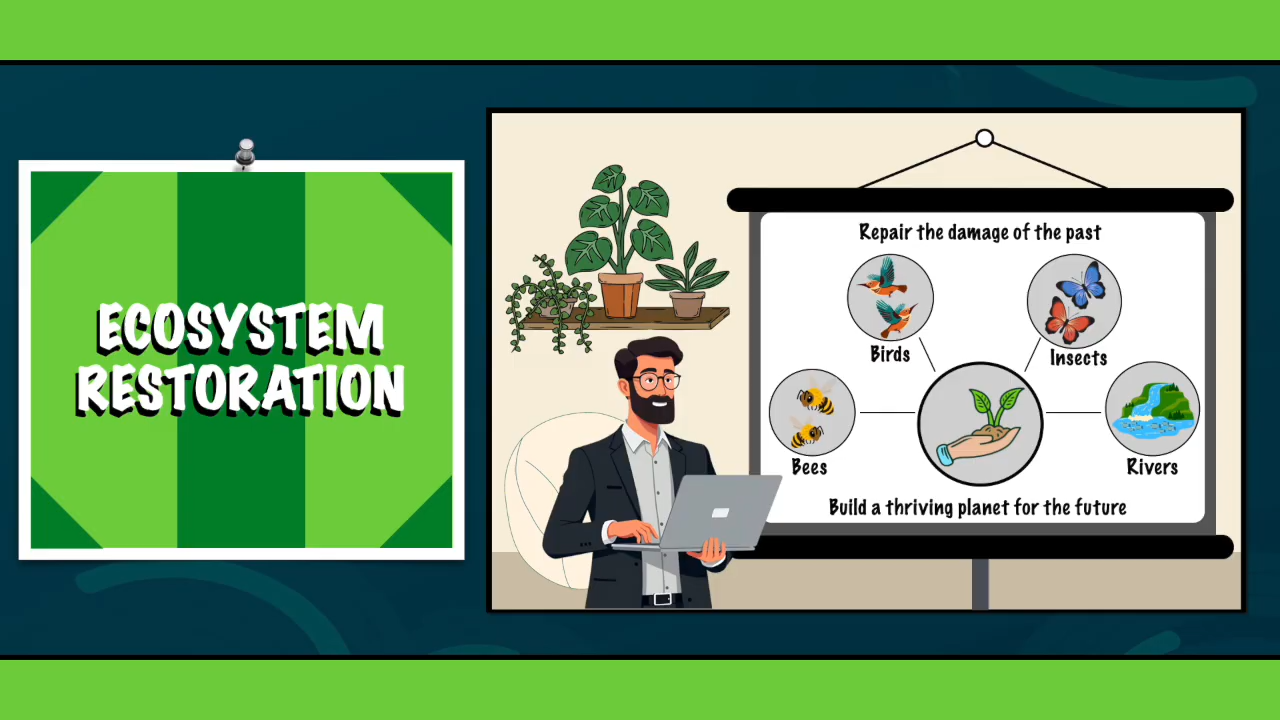 ECOSYSTEM
RESTORATION
Repair the damage of the past
Birds
Insects
Bees
Rivers
Build a thriving planet for the future